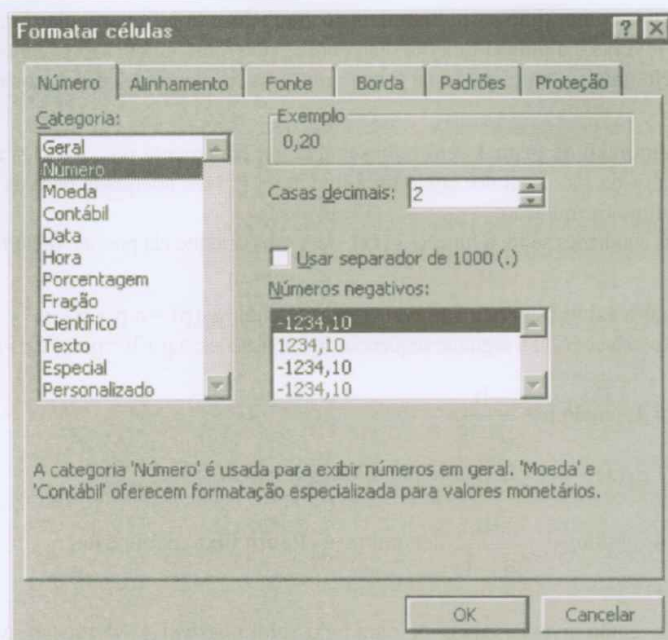 Formatar células
Número Alinhamento Fonte Borda Padrões Proteção
Categoria:
Geral
Número
Moeda
Contábil
Data
Hora
Porcentagem
Fração
Científico
Texto
Especial
Personalizado
Exemplo
0,20
Casas decimais: 2
Usar separador de 1000 (.)
Números negativos:
-1234,10
1234,10
-1234,10
-1234,10
A categoria 'Número' é usada para exibir números em geral. 'Moeda' e
'Contábil' oferecem formatação especializada para valores monetários.
OK Cancelar